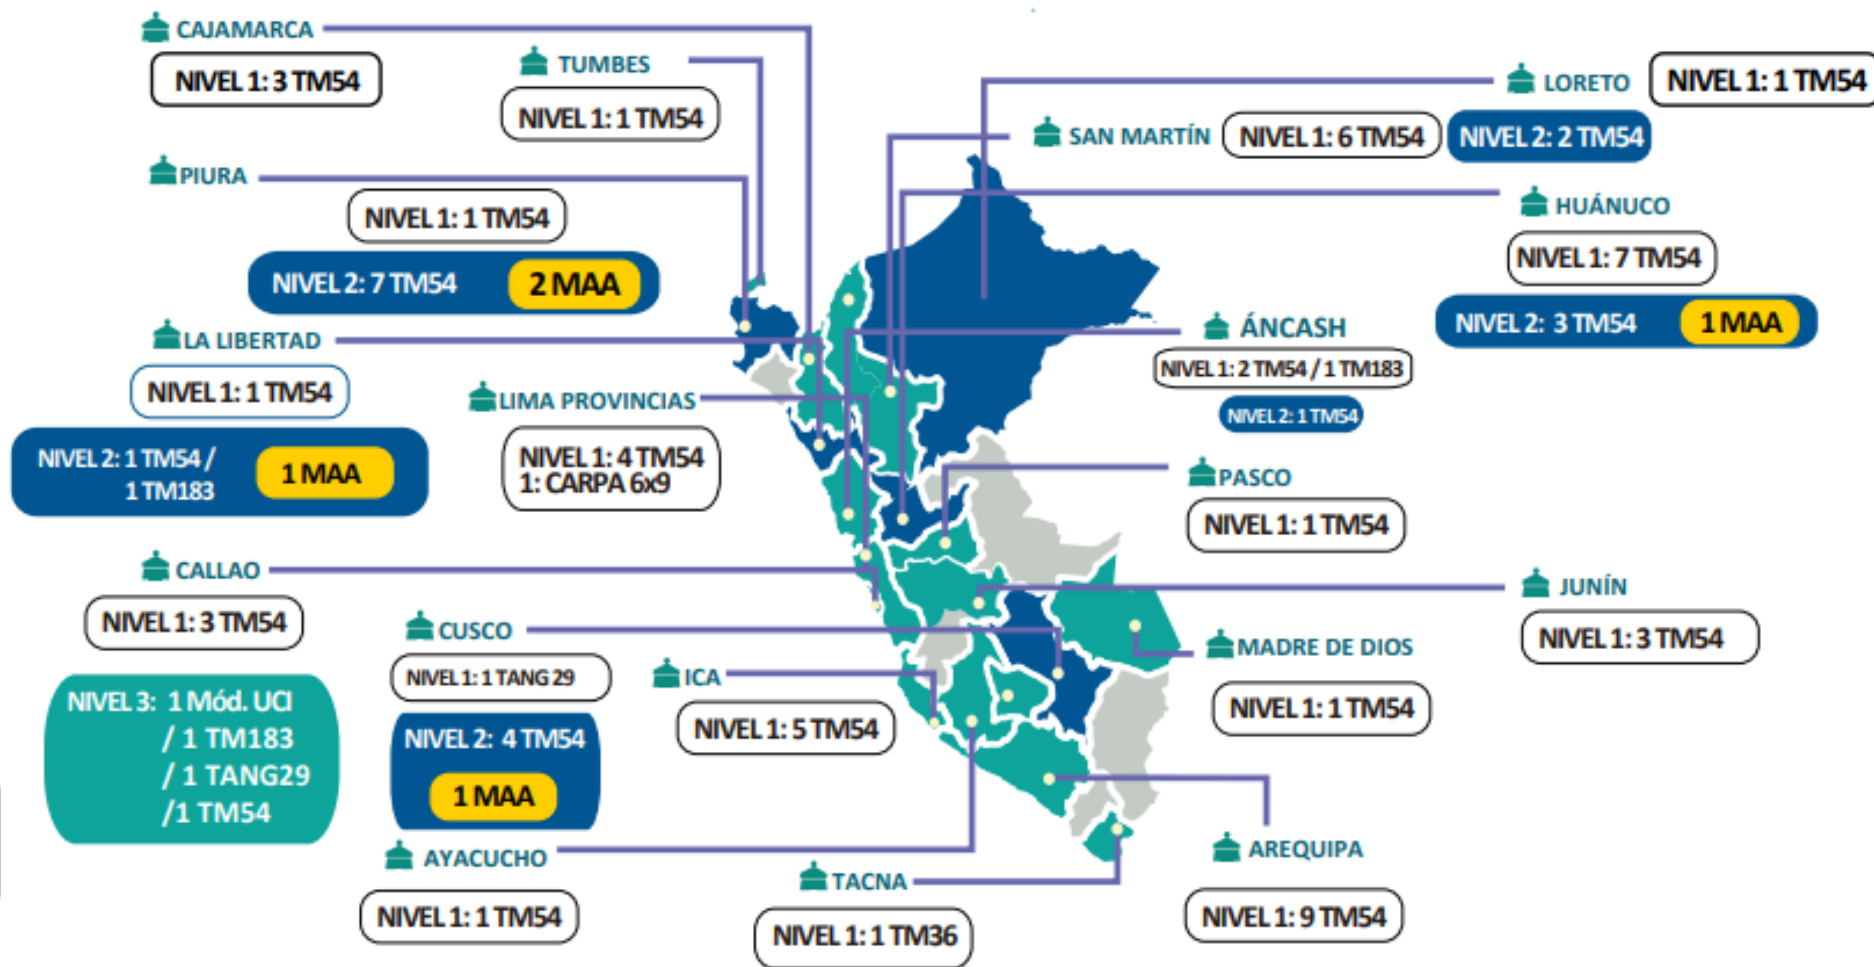 CAJAMARCA
NIVEL 1: 3 TM54
TUMBES
NIVEL 1: 1 TM54
LORETO
NIVEL 1: 1 TM54
SAN MARTÍN
NIVEL 1: 6 TM54
NIVEL 2: 2 TM54
PIURA
NIVEL 1: 1 TM54
NIVEL 2: 7 TM54
2 MAA
HUÁNUCO
NIVEL 1: 7 TM54
NIVEL 2: 3 TM54
1 MAA
LA LIBERTAD
NIVEL 1: 1 TM54
NIVEL 2: 1 TM54 /
1 TM183
1 MAA
LIMA PROVINCIAS
NIVEL 1: 4 TM54
1: CARPA 6x9
ÁNCASH
NIVEL 1: 2 TM54 / 1 TM183
NIVEL 2: 1 TM54
PASCO
NIVEL 1: 1 TM54
CALLAO
NIVEL 1: 3 TM54
NIVEL 3: 1 Mód. UCI
/ 1 TM183
/ 1 TANG29
/1 TM54
CUSCO
NIVEL 1: 1 TANG 29
NIVEL 2: 4 TM54
1 MAA
ICA
NIVEL 1: 5 TM54
JUNÍN
NIVEL 1: 3 TM54
MADRE DE DIOS
NIVEL 1: 1 TM54
AYACUCHO
NIVEL 1: 1 TM54
TACNA
NIVEL 1: 1 TM36
AREQUIPA
NIVEL 1: 9 TM54